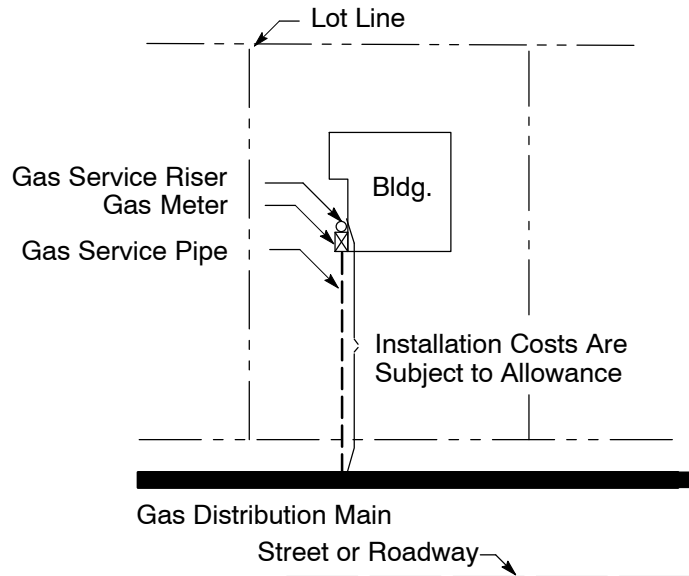 Lot Line
Gas Service Riser
Bldg.
Gas Meter
Gas Service Pipe
Installation Costs Are
Subject to Allowance
Gas Distribution Main
Street or Roadway